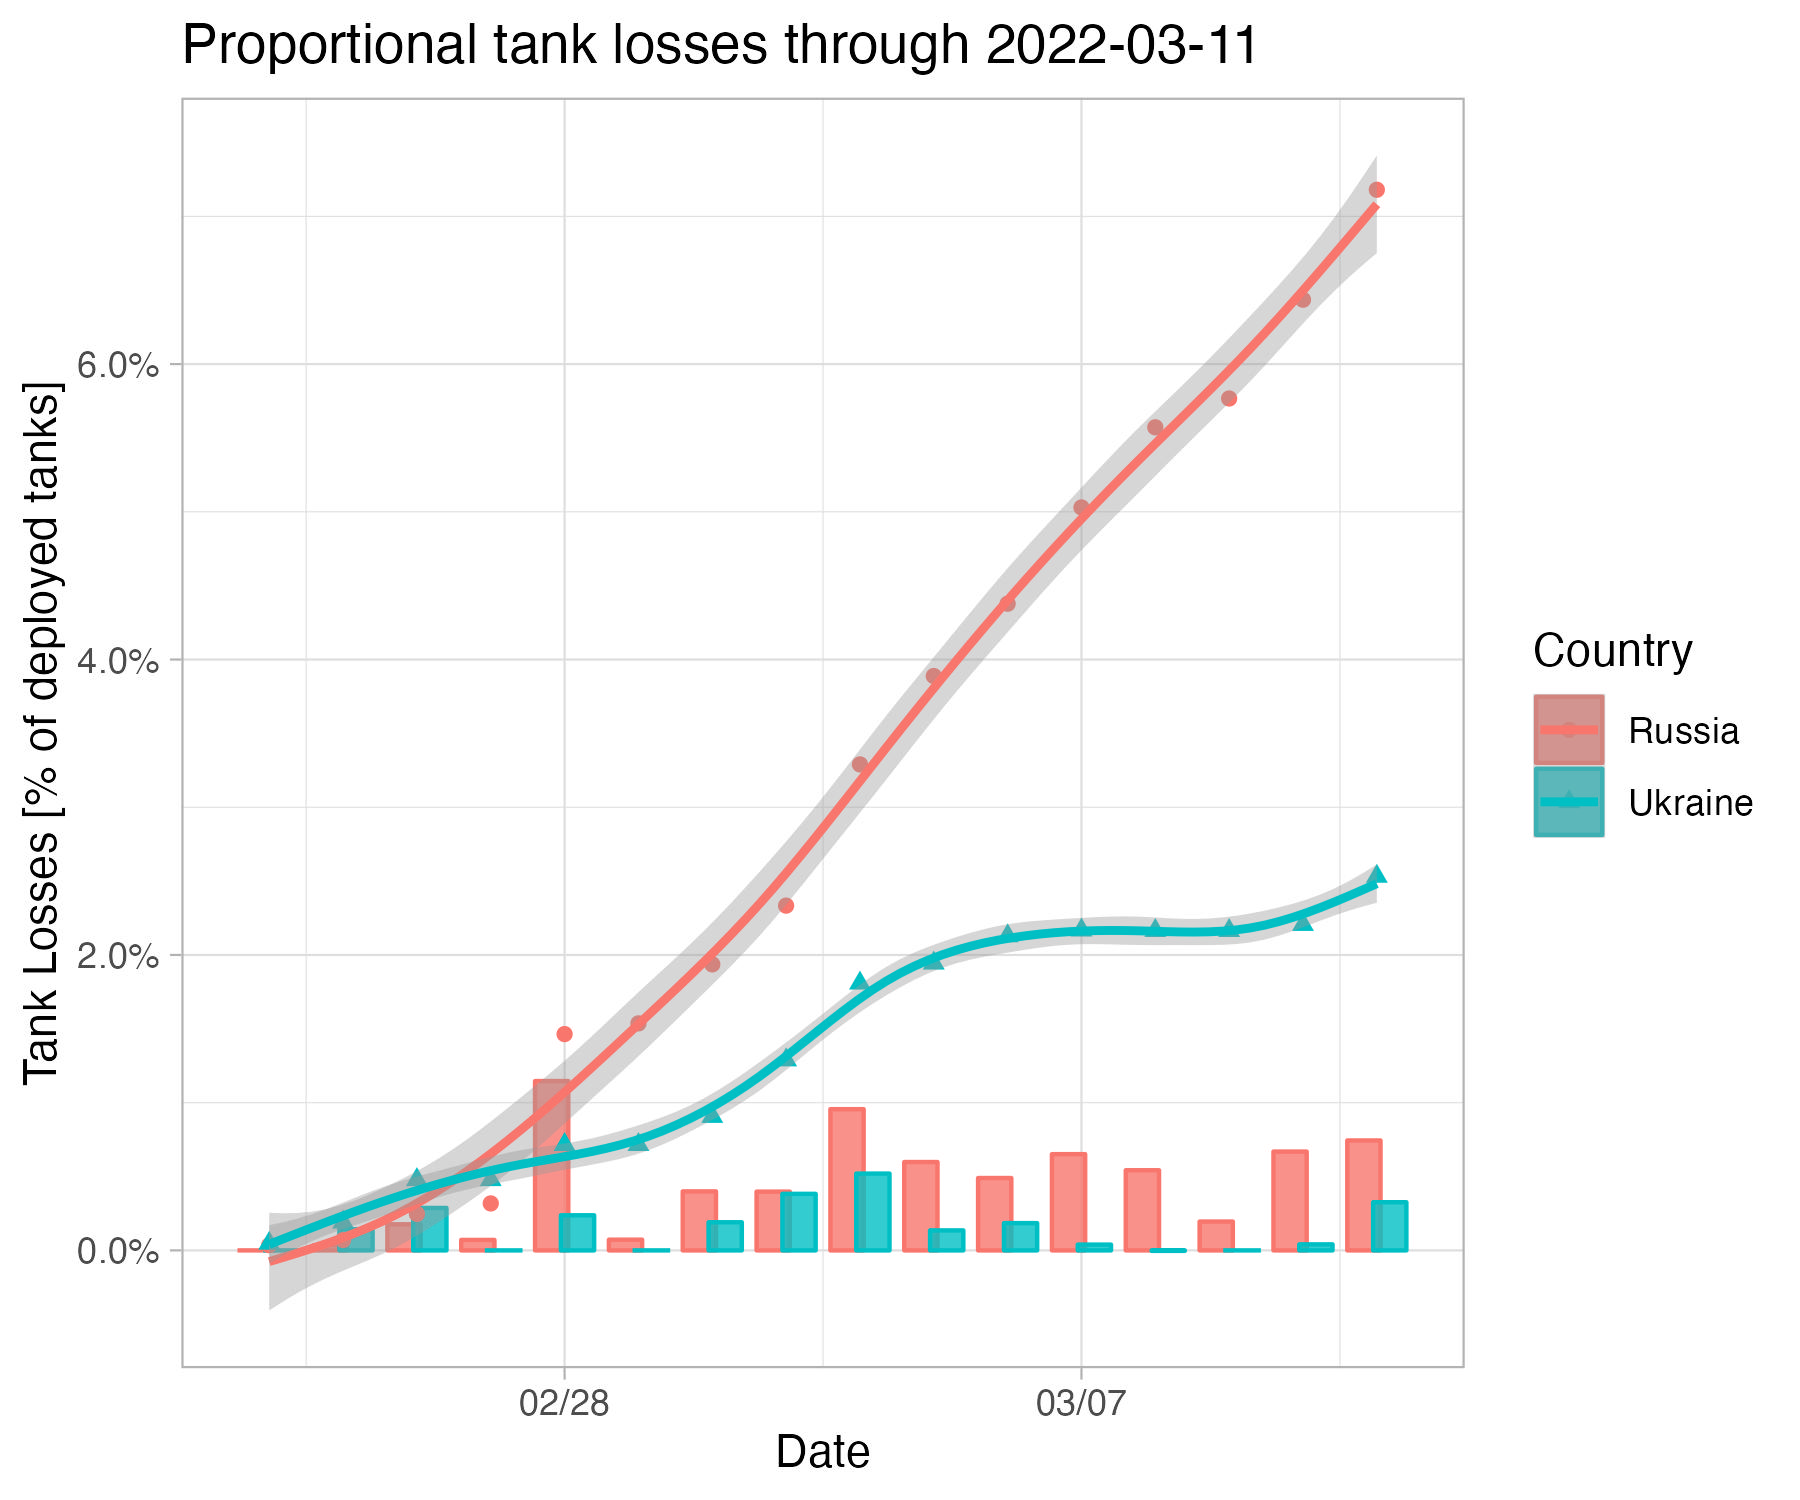 Proportional tank losses through 2022-03-11
Tank Losses [% of deployed tanks]
6.0%
4.0%
2.0%
0.0%
02/28
03/07
Date
Country
Russia
Ukraine